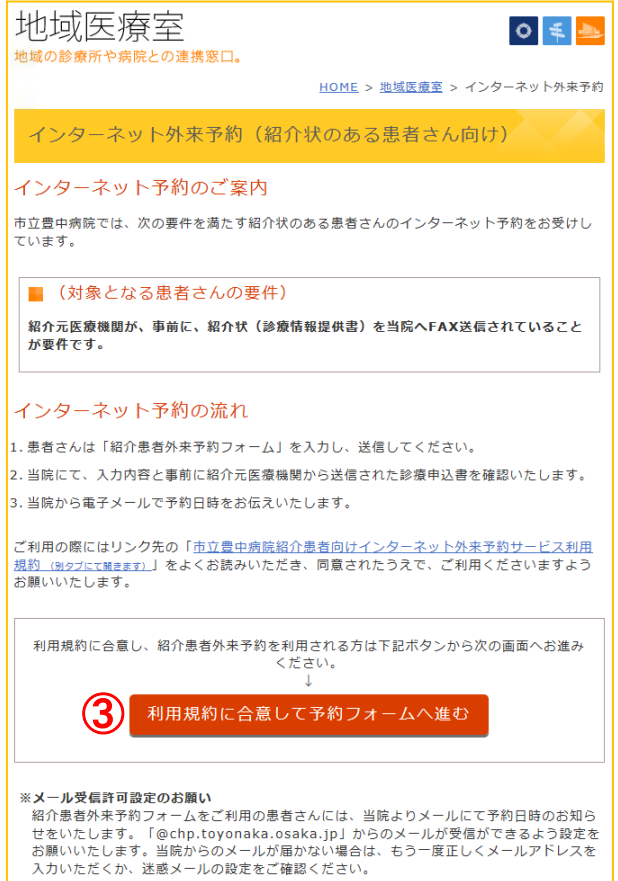 地域医療室
地域の診療所や病院との連携窓口。
HOME > 地域医療室 > インターネット外来予約
インターネット外来予約（紹介状のある患者さん向け）
インターネット予約のご案内
市立豊中病院では、次の要件を満たす紹介状のある患者さんのインターネット予約をお受けし
ています。
（対象となる患者さんの要件）
紹介元医療機関が、事前に、紹介状（診療情報提供書）を当院へFAX送信されていること
が要件です。
インターネット予約の流れ
1. 患者さんは「紹介患者外来予約フォーム」を入力し、送信してください。
2. 当院にて、入力内容と事前に紹介元医療機関から送信された診療申込書を確認いたします。
3. 当院から電子メールで予約日時をお伝えいたします。
ご利用の際にはリンク先の「市立豊中病院紹介患者向けインターネット外来予約サービス利用
規約（別タブにて開きます）」をよくお読みいただき、同意されたうえで、ご利用くださいますよう
お願いいたします。
利用規約に合意し、紹介患者外来予約を利用される方は下記ボタンから次の画面へお進み
ください。
↓
③ 利用規約に合意して予約フォームへ進む
※メール受信許可設定のお願い
紹介患者外来予約フォームをご利用の患者さんには、当院よりメールにて予約日時のお知ら
せをいたします。「@chp.toyonaka.osaka.jp」からのメールが受信ができるよう設定を
お願いいたします。当院からのメールが届かない場合は、もう一度正しくメールアドレスを
入力いただくか、迷惑メールの設定をご確認ください。